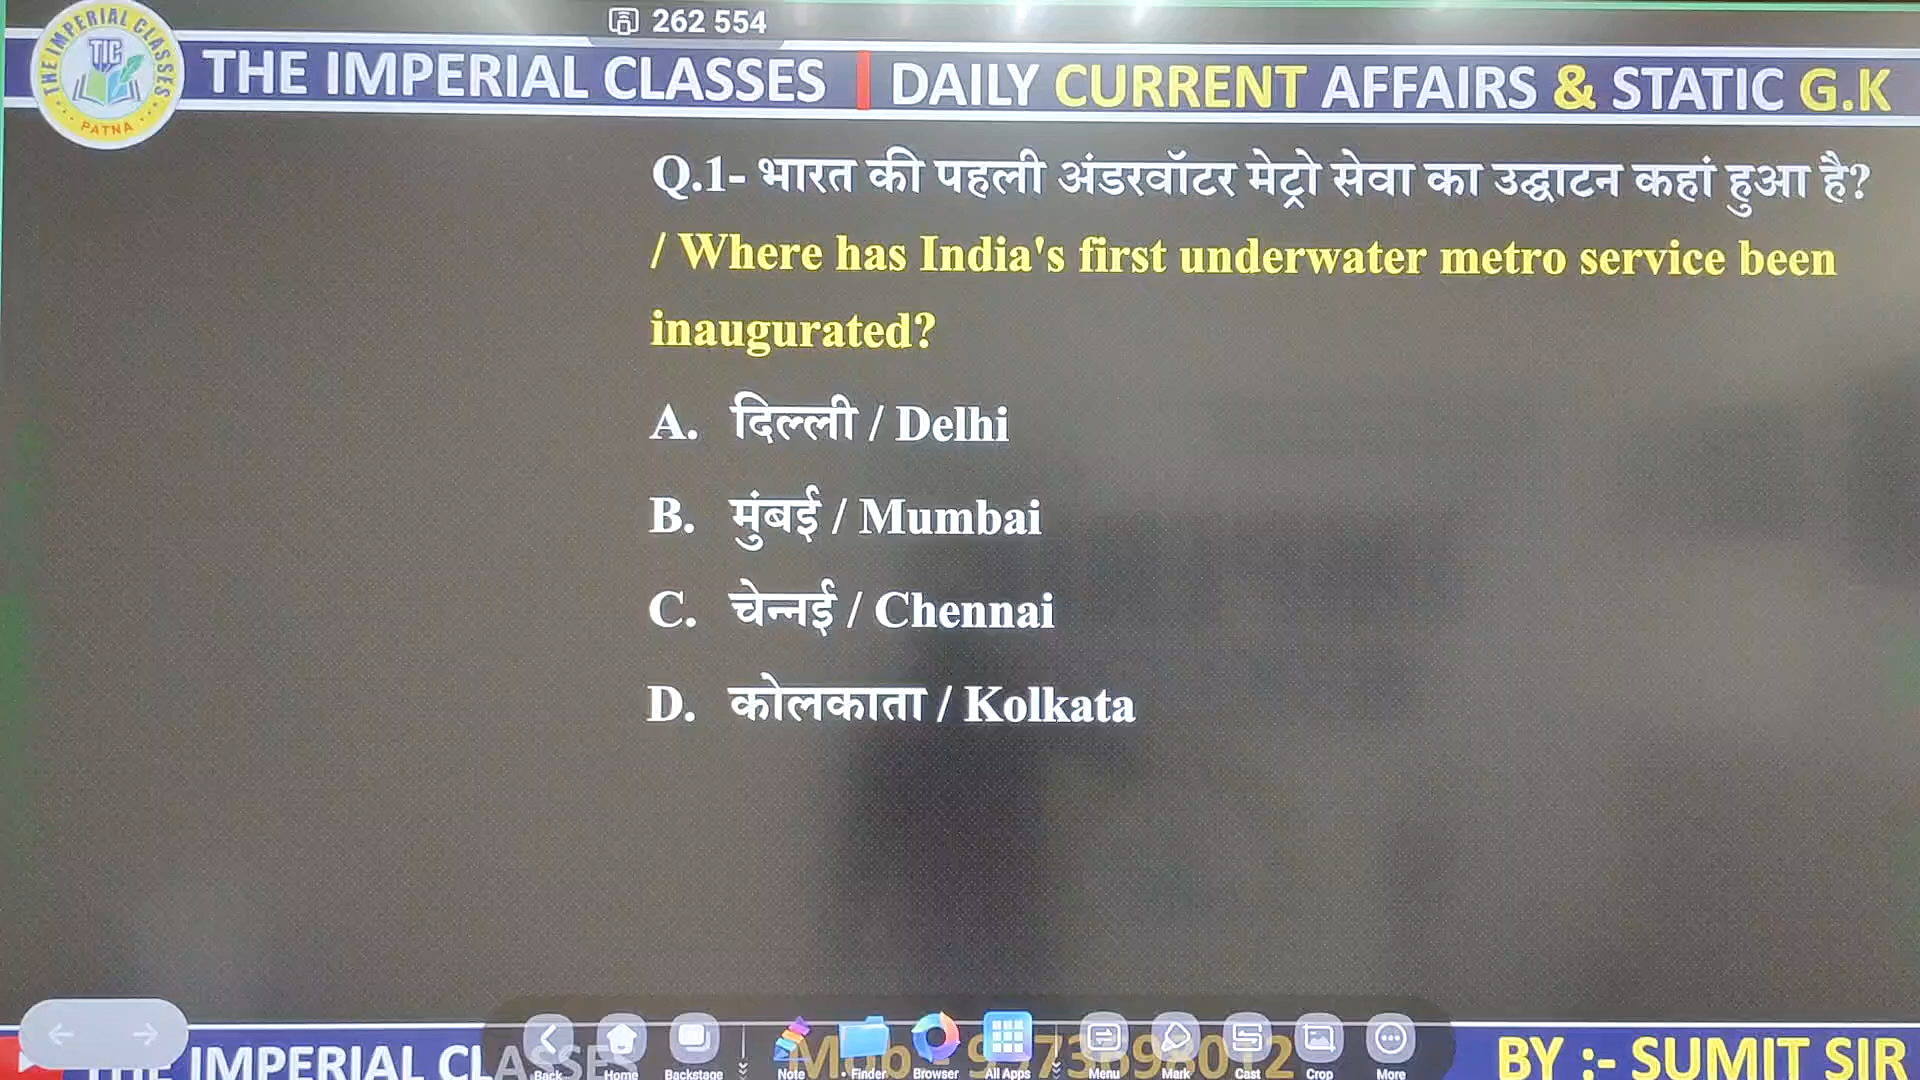 262 554
THE IMPERIAL CLASSES
TIC
PATNA
THE IMPERIAL CLASSES | DAILY CURRENT AFFAIRS & STATIC G.K
Q.1- भारत की पहली अंडरवॉटर मेट्रो सेवा का उद्घाटन कहां हुआ है?
/ Where has India's first underwater metro service been
inaugurated?
A. दिल्ली / Delhi
B. मुंबई / Mumbai
C. चेन्नई / Chennai
D. कोलकाता / Kolkata
IMPERIAL CLASSES
BY :- SUMIT SIR
Back Home Backstage Note Finder Browser All Apps Menu Mark Cast Crop More